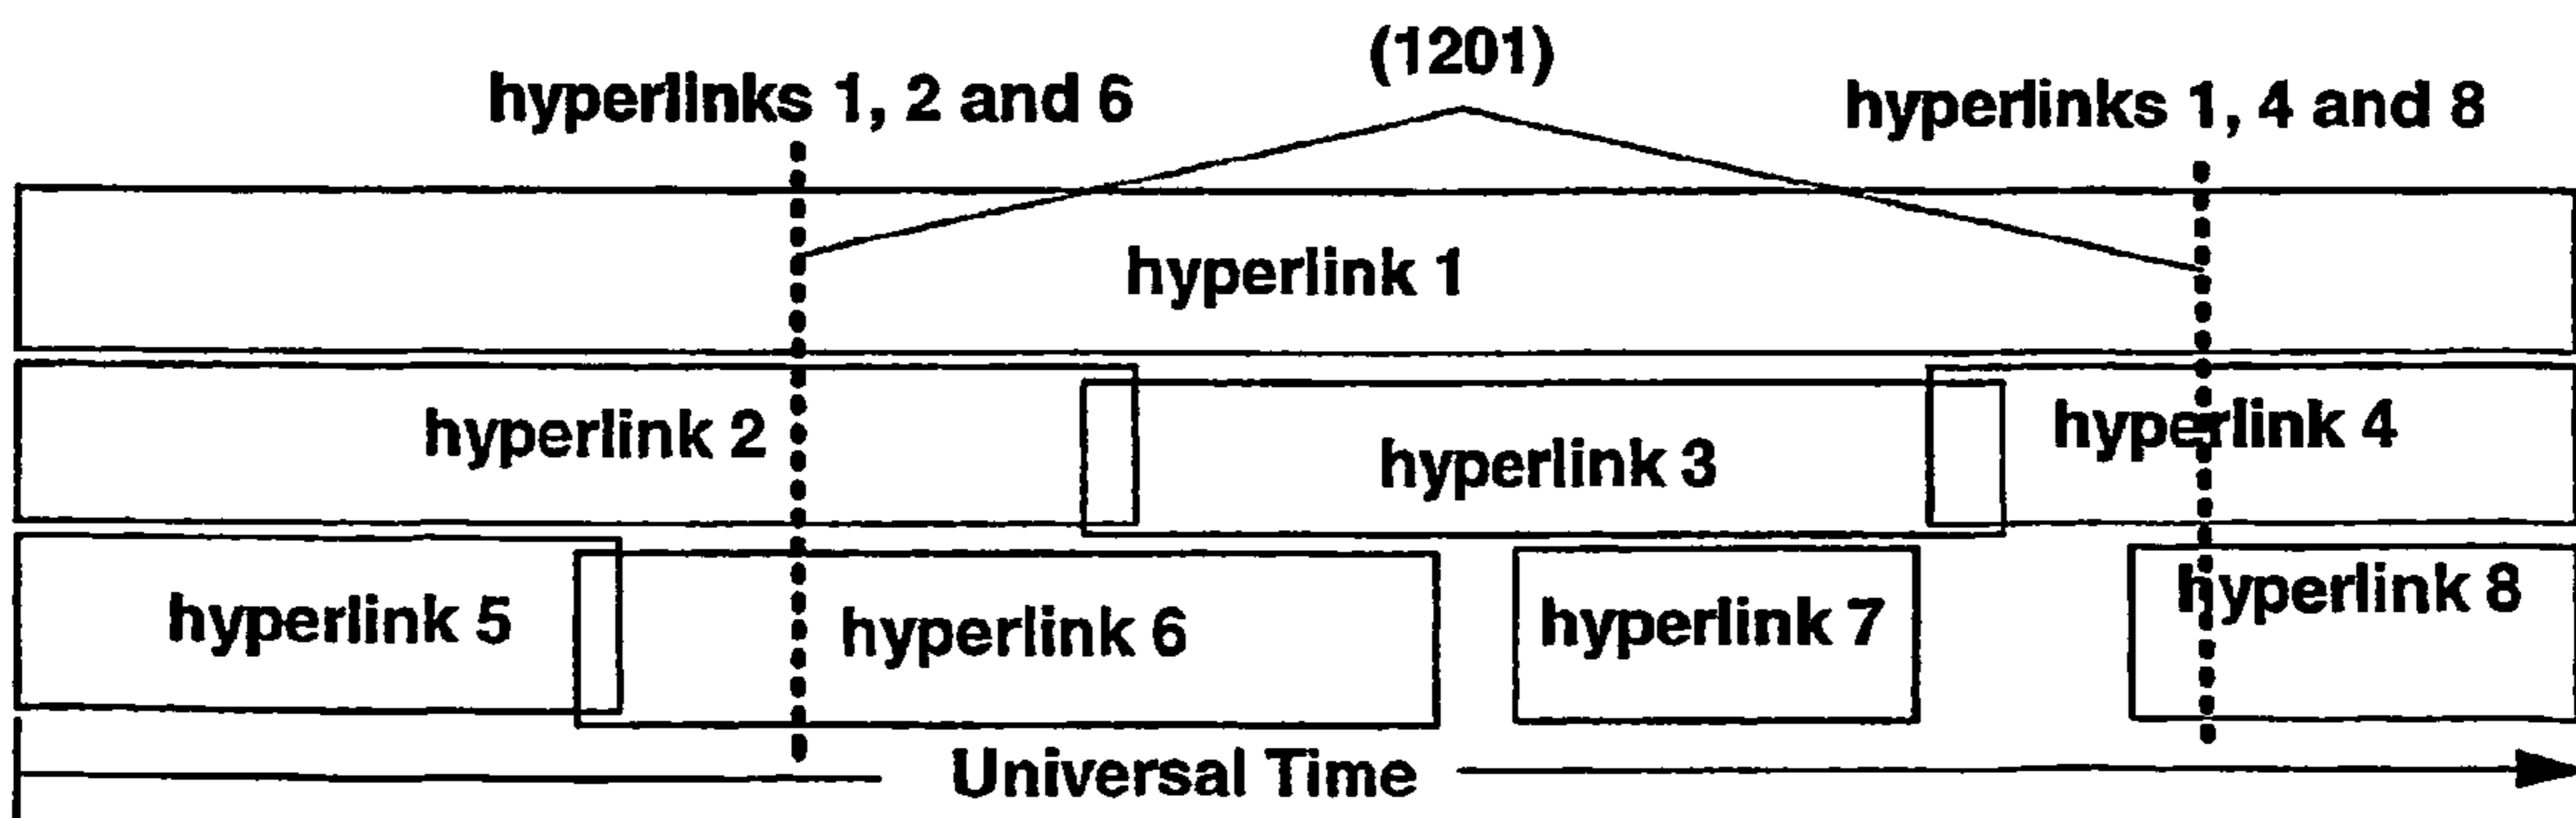 (1201)
hyperlinks 1, 2 and 6
hyperlinks 1, 4 and 8
hyperlink 1
hyperlink 2
hyperlink 3
hyperlink 4
hyperlink 5
hyperlink 6
hyperlink 7
hyperlink 8
Universal Time